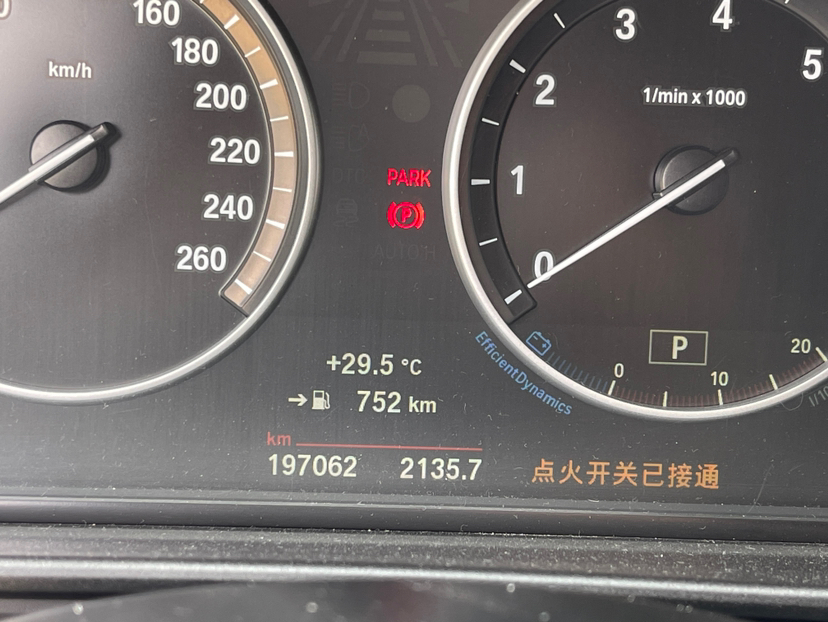 160
180
200
220
240
260
km/h
PARK
P
0
1
2
3
4
5
1/min x 1000
+29.5 °C
752 km
km
197062 2135.7
EfficientDynamics
P
0
10
20
点火开关已接通